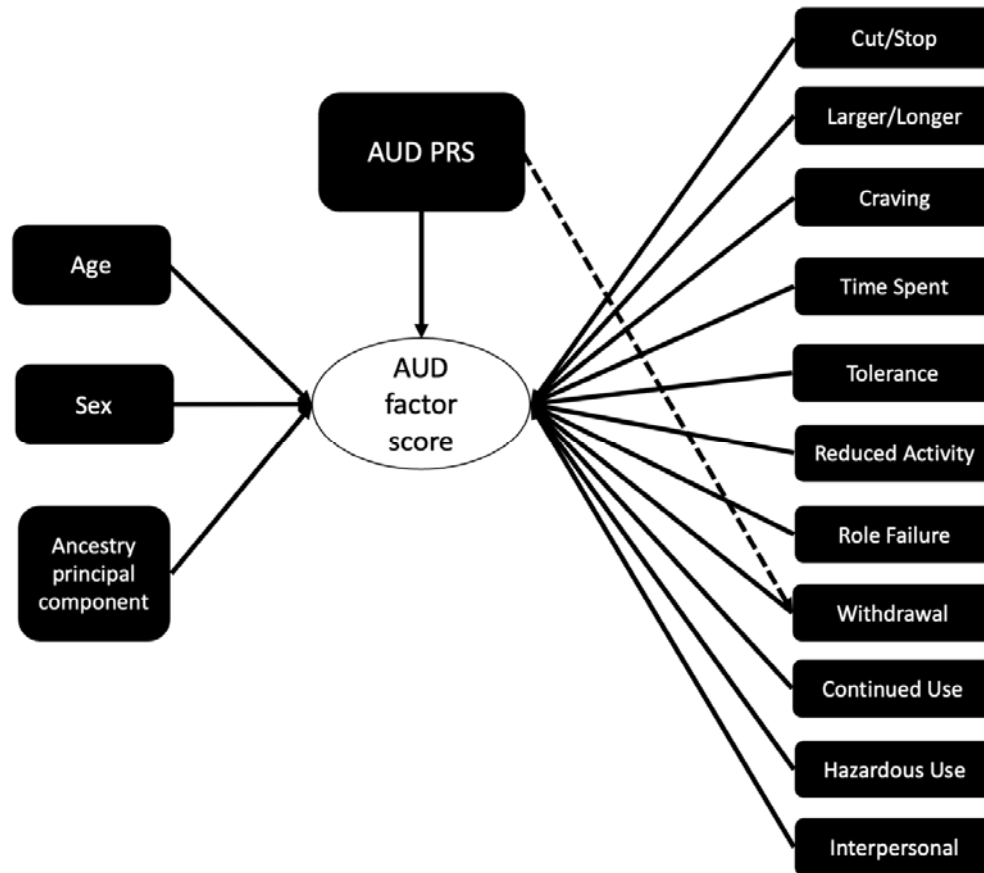 AUD PRS
Age
Sex
Ancestry
principal
component
AUD
factor
score
Cut/Stop
Larger/Longer
Craving
Time Spent
Tolerance
Reduced Activity
Role Failure
Withdrawal
Continued Use
Hazardous Use
Interpersonal